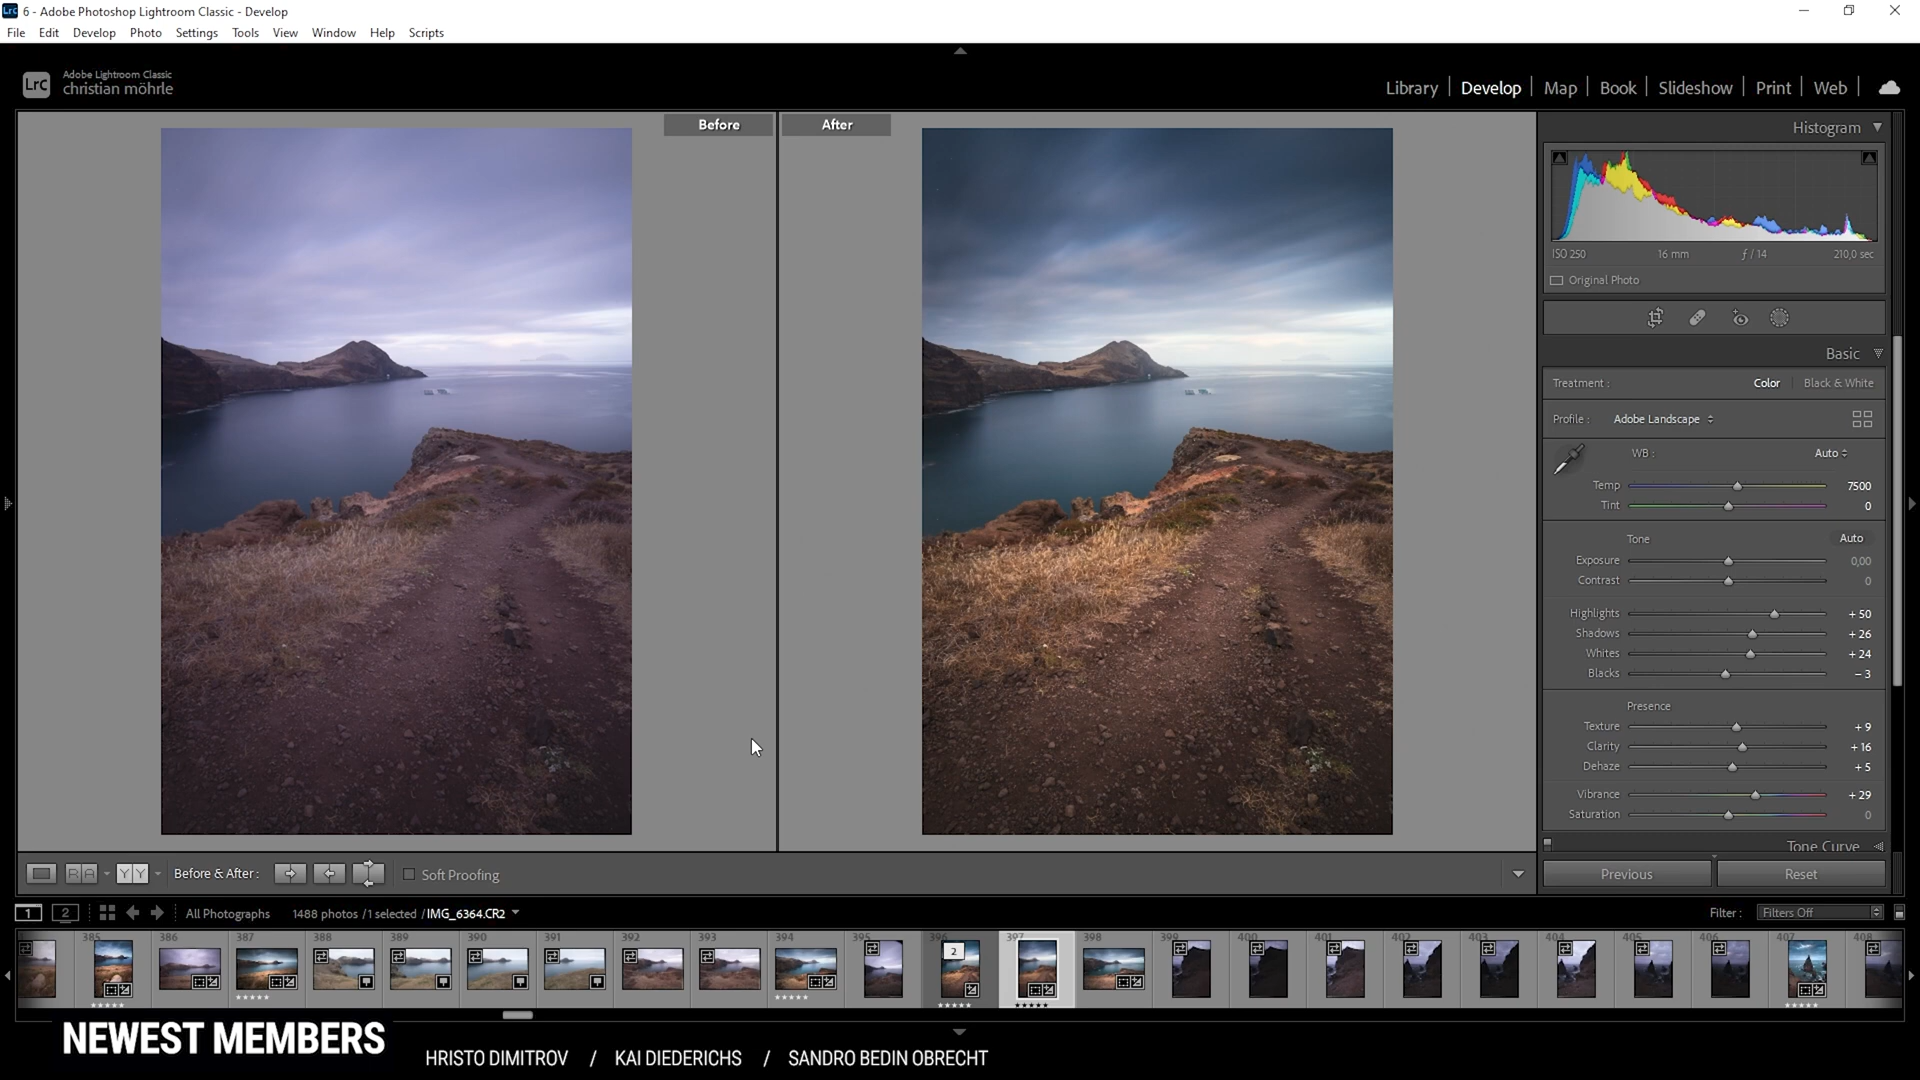 Lrc 6 - Adobe Photoshop Lightroom Classic - Develop
File Edit Develop Photo Settings Tools View Window Help Scripts
LrC Adobe Lightroom Classic
christian möhrle
Library Develop Map Book Slideshow Print Web
Before After
Histogram
ISO 250 16 mm ƒ / 14 210,0 sec
Original Photo
Basic
Treatment : Color Black & White
Profile : Adobe Landscape
WB : Auto
Temp 7500
Tint 0
Tone Auto
Exposure 0,00
Contrast 0
Highlights + 50
Shadows + 26
Whites + 24
Blacks − 3
Presence
Texture + 9
Clarity + 16
Dehaze + 5
Vibrance + 29
Saturation 0
Tone Curve
R A Y Y Before & After : Soft Proofing
Previous Reset
1 2 All Photographs 1488 photos / 1 selected / IMG_6364.CR2 Filter : Filters Off
385 386 387 388 389 390 391 392 393 394 395 396 397 398 399 400 401 402 403 404 405 406 407 408
2
NEWEST MEMBERS
HRISTO DIMITROV / KAI DIEDERICHS / SANDRO BEDIN OBRECHT